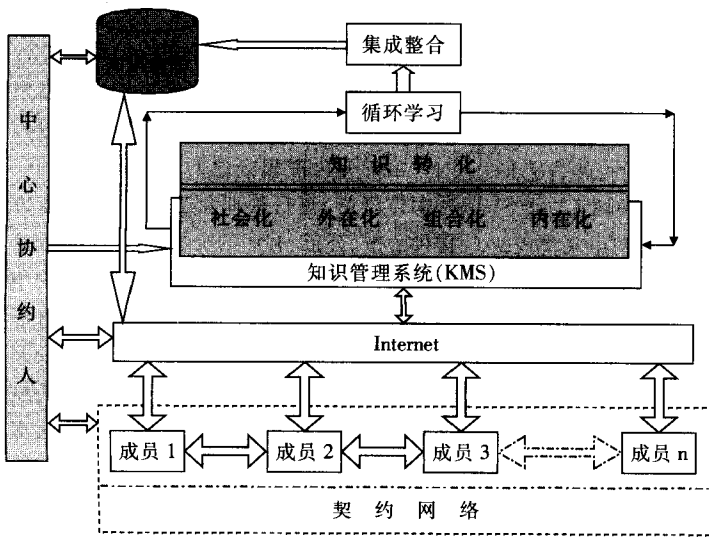 集成整合
循环学习
知识转化
社会化 外在化 组合化 内在化
知识管理系统(KMS)
Internet
成员 1 成员 2 成员 3 成员 n
契约网络
中心协约人